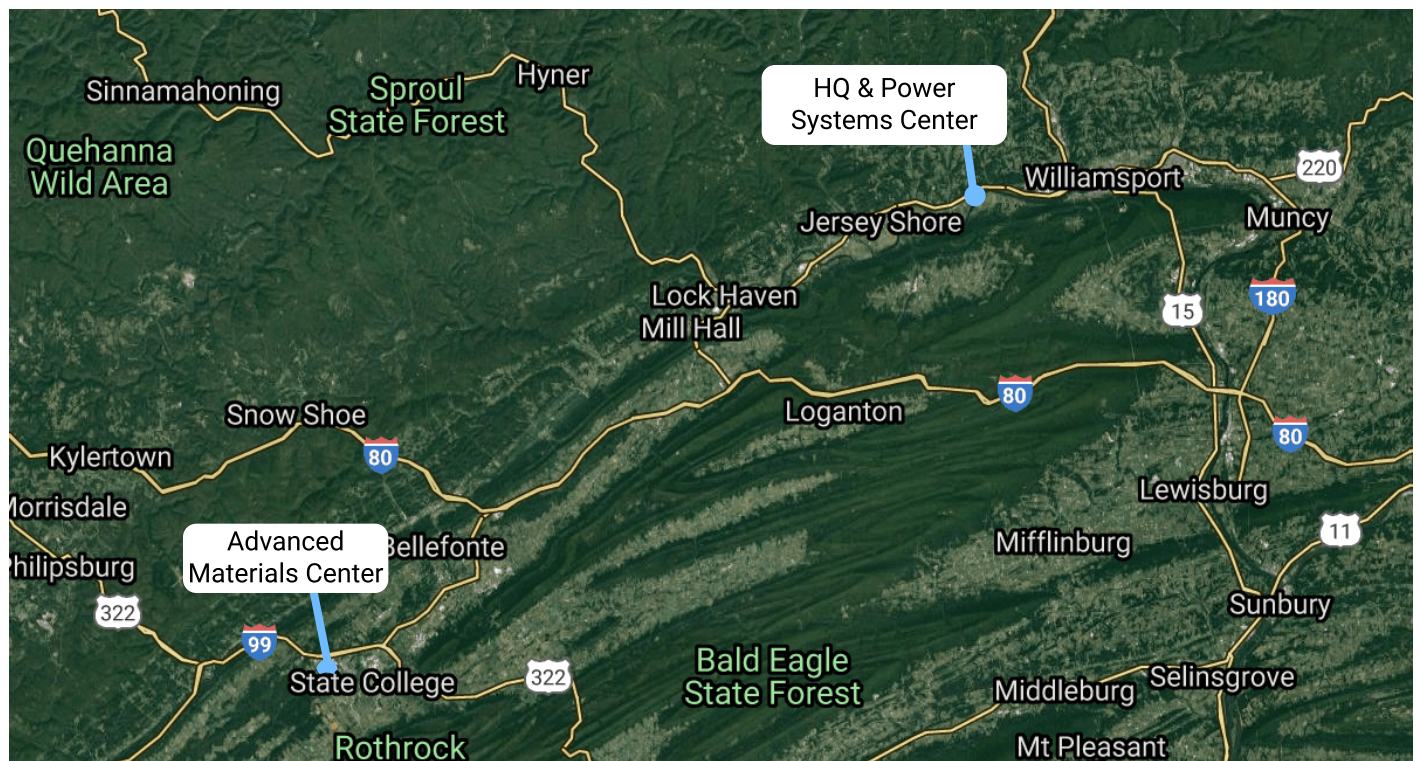 Sinnamahoning
Sproul
State Forest
Hyner
HQ & Power
Systems Center
Quehanna
Wild Area
Williamsport
220
Jersey Shore
Muncy
Lock Haven
Mill Hall
180
15
80
Loganton
Snow Shoe
80
80
Kylertown
Morrisdale
Lewisburg
11
Advanced
Materials Center
Bellefonte
Mifflinburg
Philipsburg
322
Sunbury
99
Bald Eagle
State Forest
State College
322
Middleburg
Selinsgrove
Rothrock
Mt Pleasant